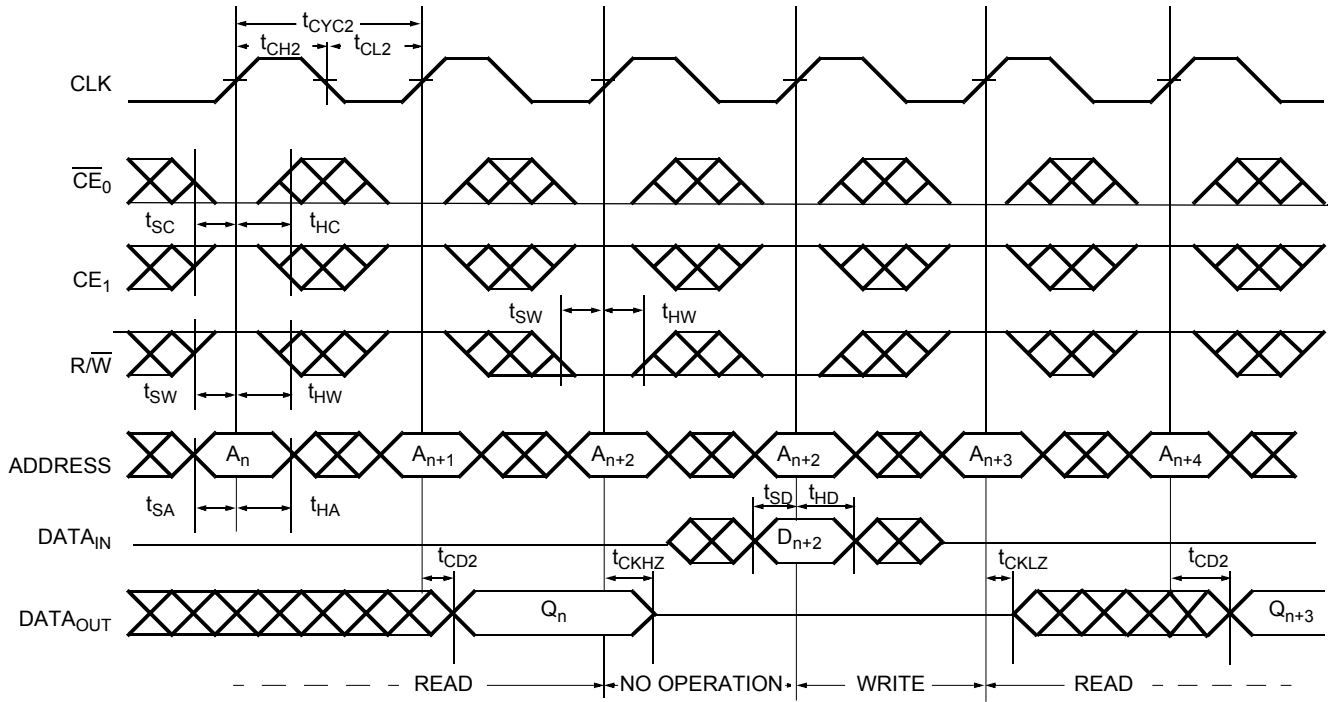 tCYC2
tCH2 tCL2
CLK
CE0
tSC tHC
CE1
tSW tHW
R/W
tSW tHW
ADDRESS An An+1 An+2 An+2 An+3 An+4
tSA tHA tSD tHD
DATAIN Dn+2
tCD2 tCKHZ tCKLZ tCD2
DATAOUT Qn Qn+3
READ NO OPERATION WRITE READ